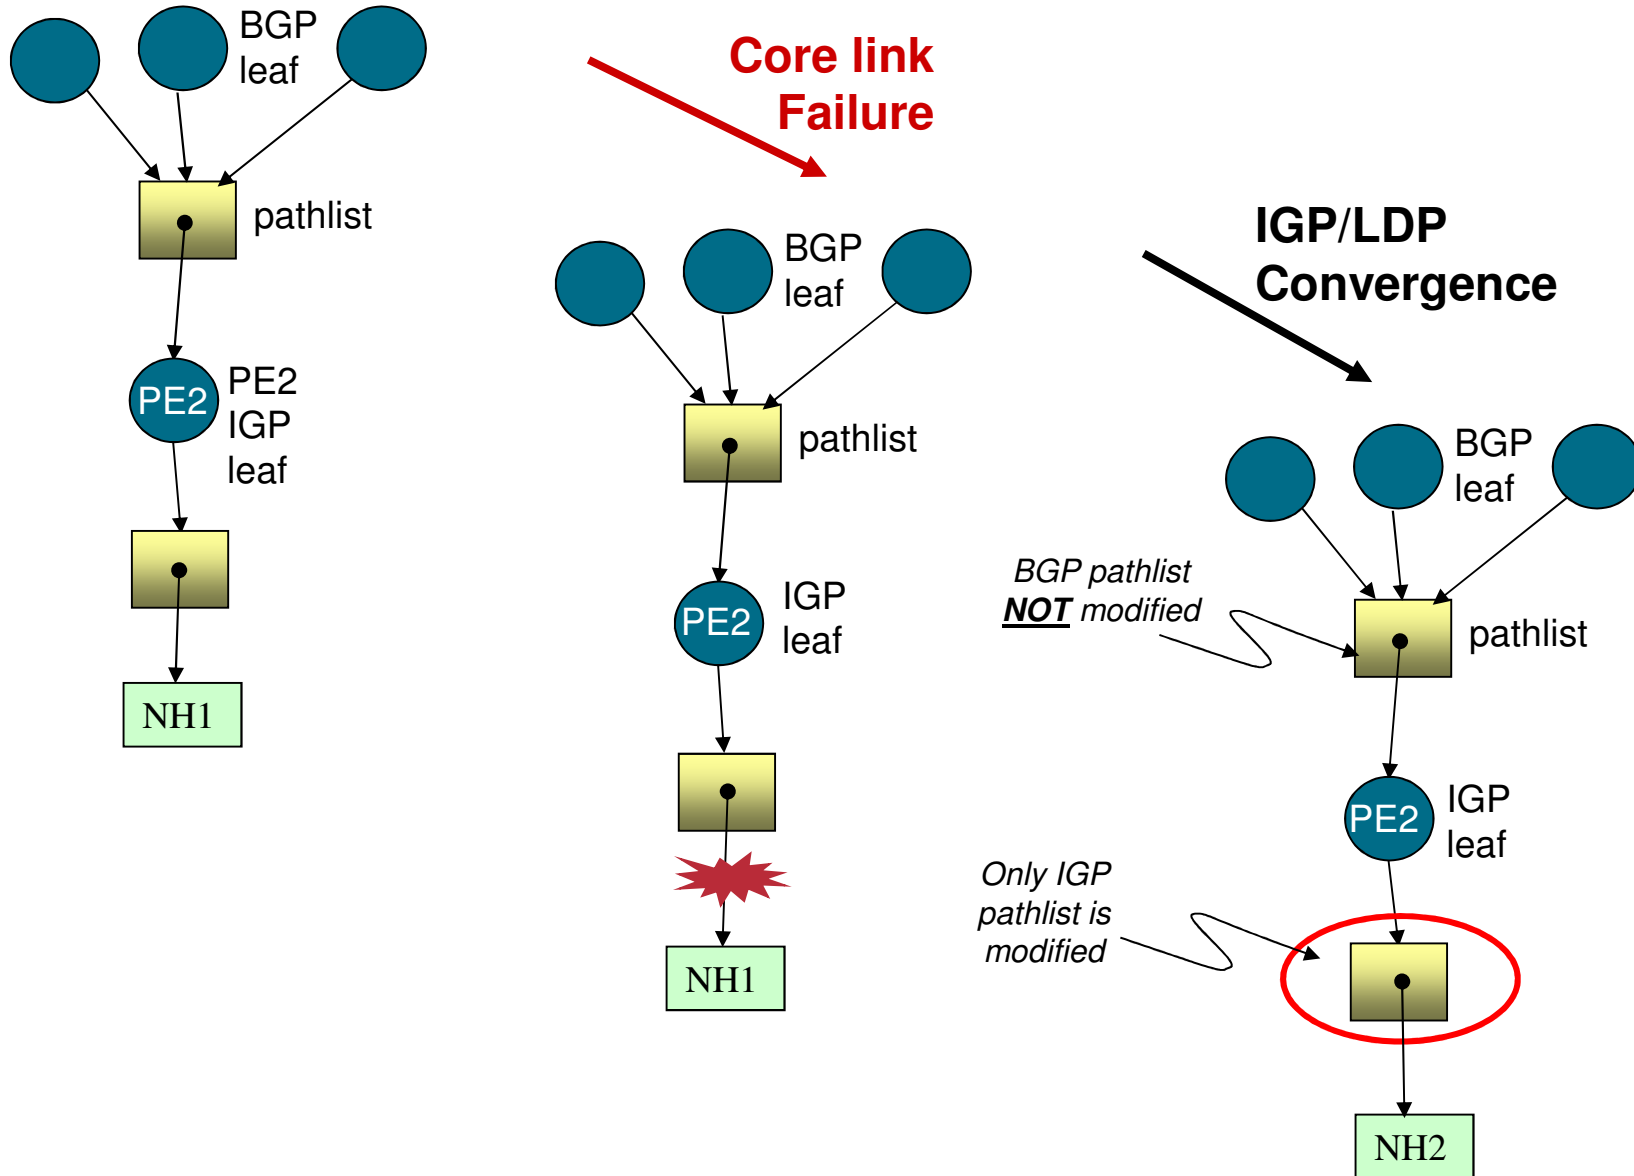 BGP
leaf
pathlist
PE2
PE2
IGP
leaf
NH1
Core link
Failure
BGP
leaf
pathlist
PE2
IGP
leaf
NH1
IGP/LDP
Convergence
BGP
leaf
BGP pathlist
NOT modified
pathlist
PE2
IGP
leaf
Only IGP
pathlist is
modified
NH2